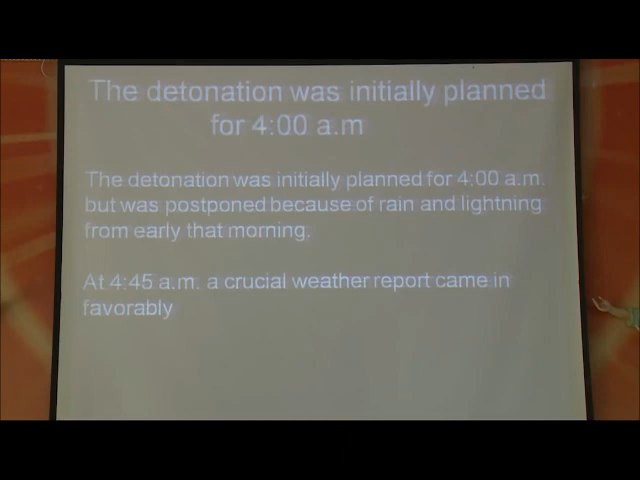 The detonation was initially planned
for 4:00 a.m
The detonation was initially planned for 4:00 a.m.
but was postponed because of rain and lightning
from early that morning.
At 4:45 a.m. a crucial weather report came in
favorably